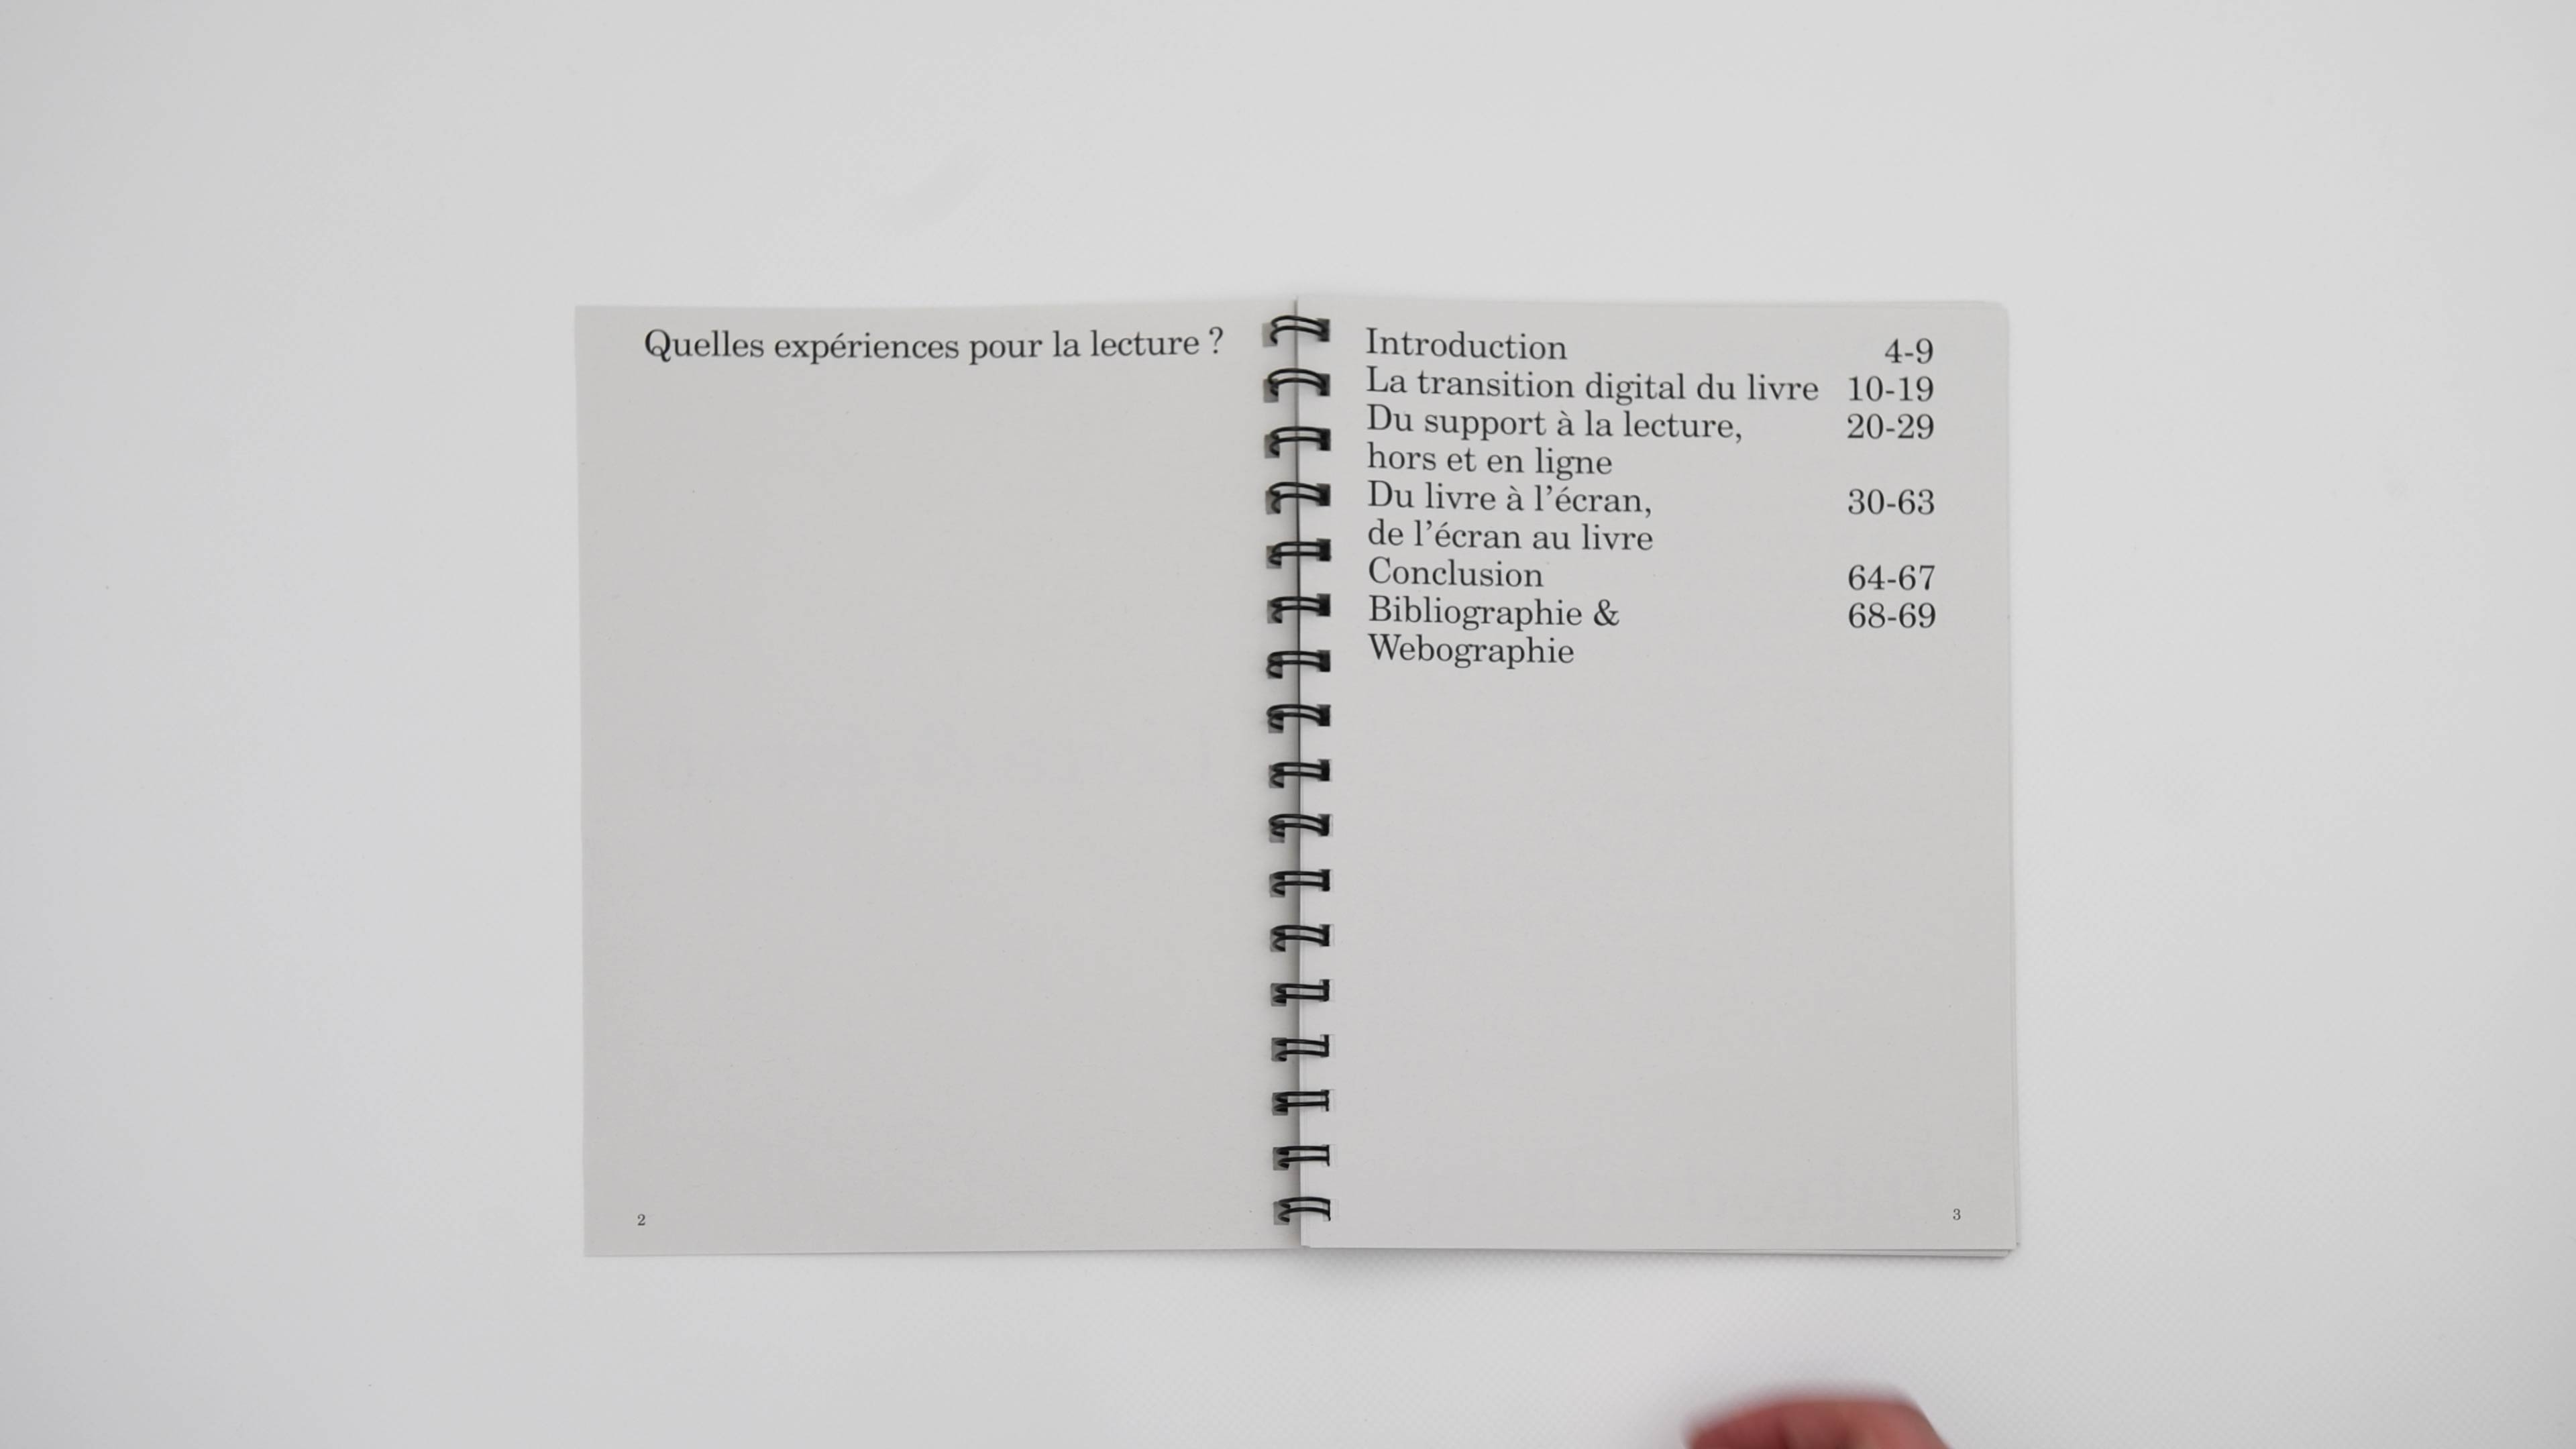 Quelles expériences pour la lecture ?
2
Introduction 4-9
La transition digital du livre 10-19
Du support à la lecture, 20-29
hors et en ligne
Du livre à l’écran, 30-63
de l’écran au livre
Conclusion 64-67
Bibliographie & 68-69
Webographie
3